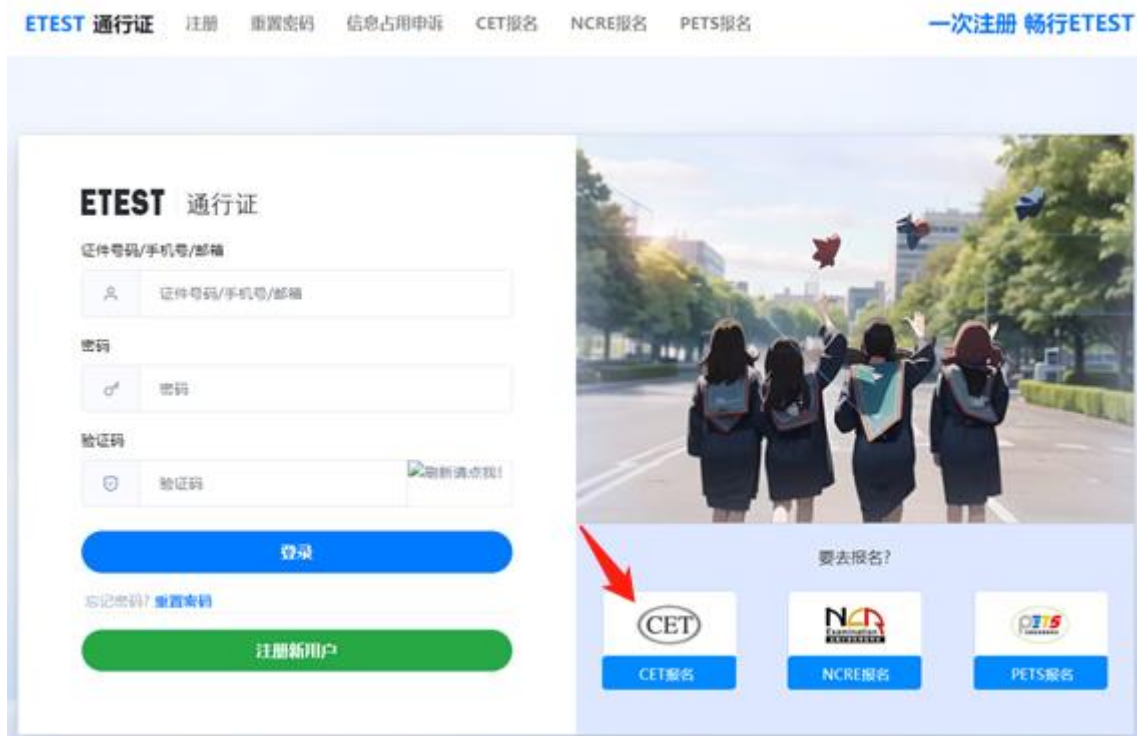 ETEST 通行证 注册 重置密码 信息占用申诉 CET报名 NCRE报名 PETS报名 一次注册 畅行ETEST
ETEST 通行证
证件号码/手机号/邮箱
证件号码/手机号/邮箱
密码
密码
验证码
验证码 刷新请点我!
登录
忘记密码? 重置密码
注册新用户
要去报名?
CET NCR PETS
Examination
CET报名 NCRE报名 PETS报名